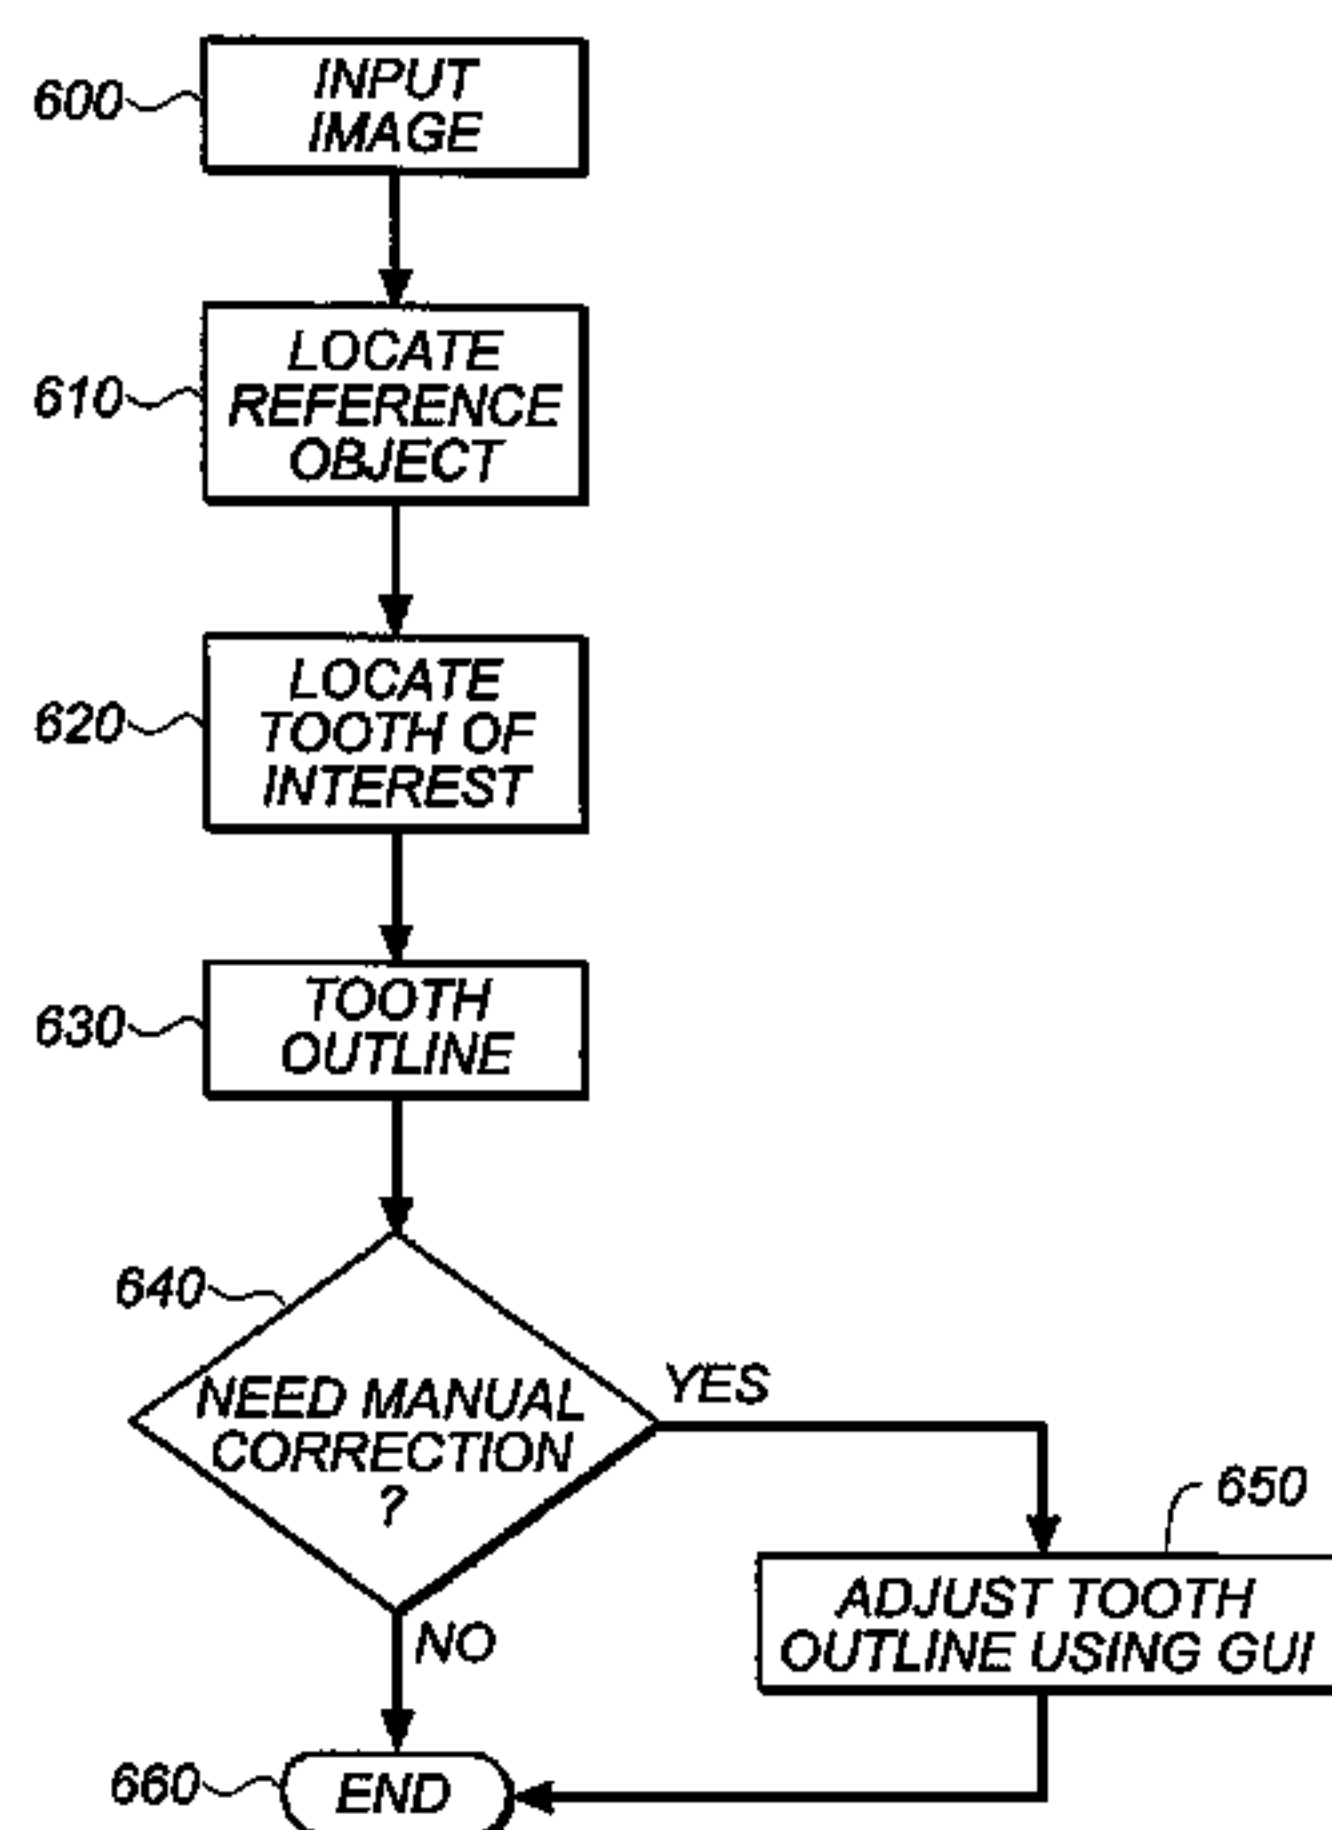 600
INPUT
IMAGE
610
LOCATE
REFERENCE
OBJECT
620
LOCATE
TOOTH OF
INTEREST
630
TOOTH
OUTLINE
640
NEED MANUAL
CORRECTION
?
YES
650
ADJUST TOOTH
OUTLINE USING GUI
NO
660
END